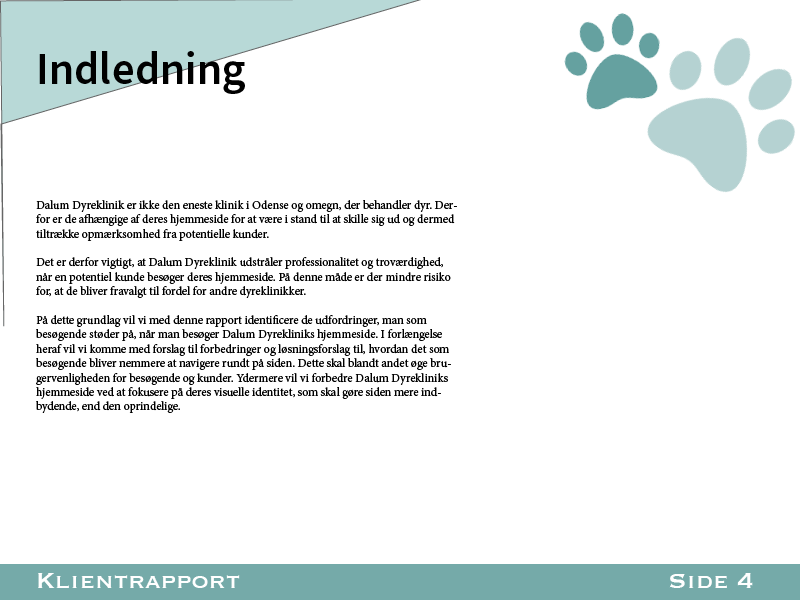 Indledning
Dalum Dyreklinik er ikke den eneste klinik i Odense og omegn, der behandler dyr. Der-
for er de afhængige af deres hjemmeside for at være i stand til at skille sig ud og dermed
tiltrække opmærksomhed fra potentielle kunder.
Det er derfor vigtigt, at Dalum Dyreklinik udstråler professionalitet og troværdighed,
når en potentiel kunde besøger deres hjemmeside. På denne måde er der mindre risiko
for, at de bliver fravalgt til fordel for andre dyreklinikker.
På dette grundlag vil vi med denne rapport identificere de udfordringer, man som
besøgende støder på, når man besøger Dalum Dyrekliniks hjemmeside. I forlængelse
heraf vil vi komme med forslag til forbedringer og løsningsforslag til, hvordan det som
besøgende bliver nemmere at navigere rundt på siden. Dette skal blandt andet øge bru-
gervenligheden for besøgende og kunder. Ydermere vil vi forbedre Dalum Dyrekliniks
hjemmeside ved at fokusere på deres visuelle identitet, som skal gøre siden mere ind-
bydende, end den oprindelige.
Klientrapport
Side 4